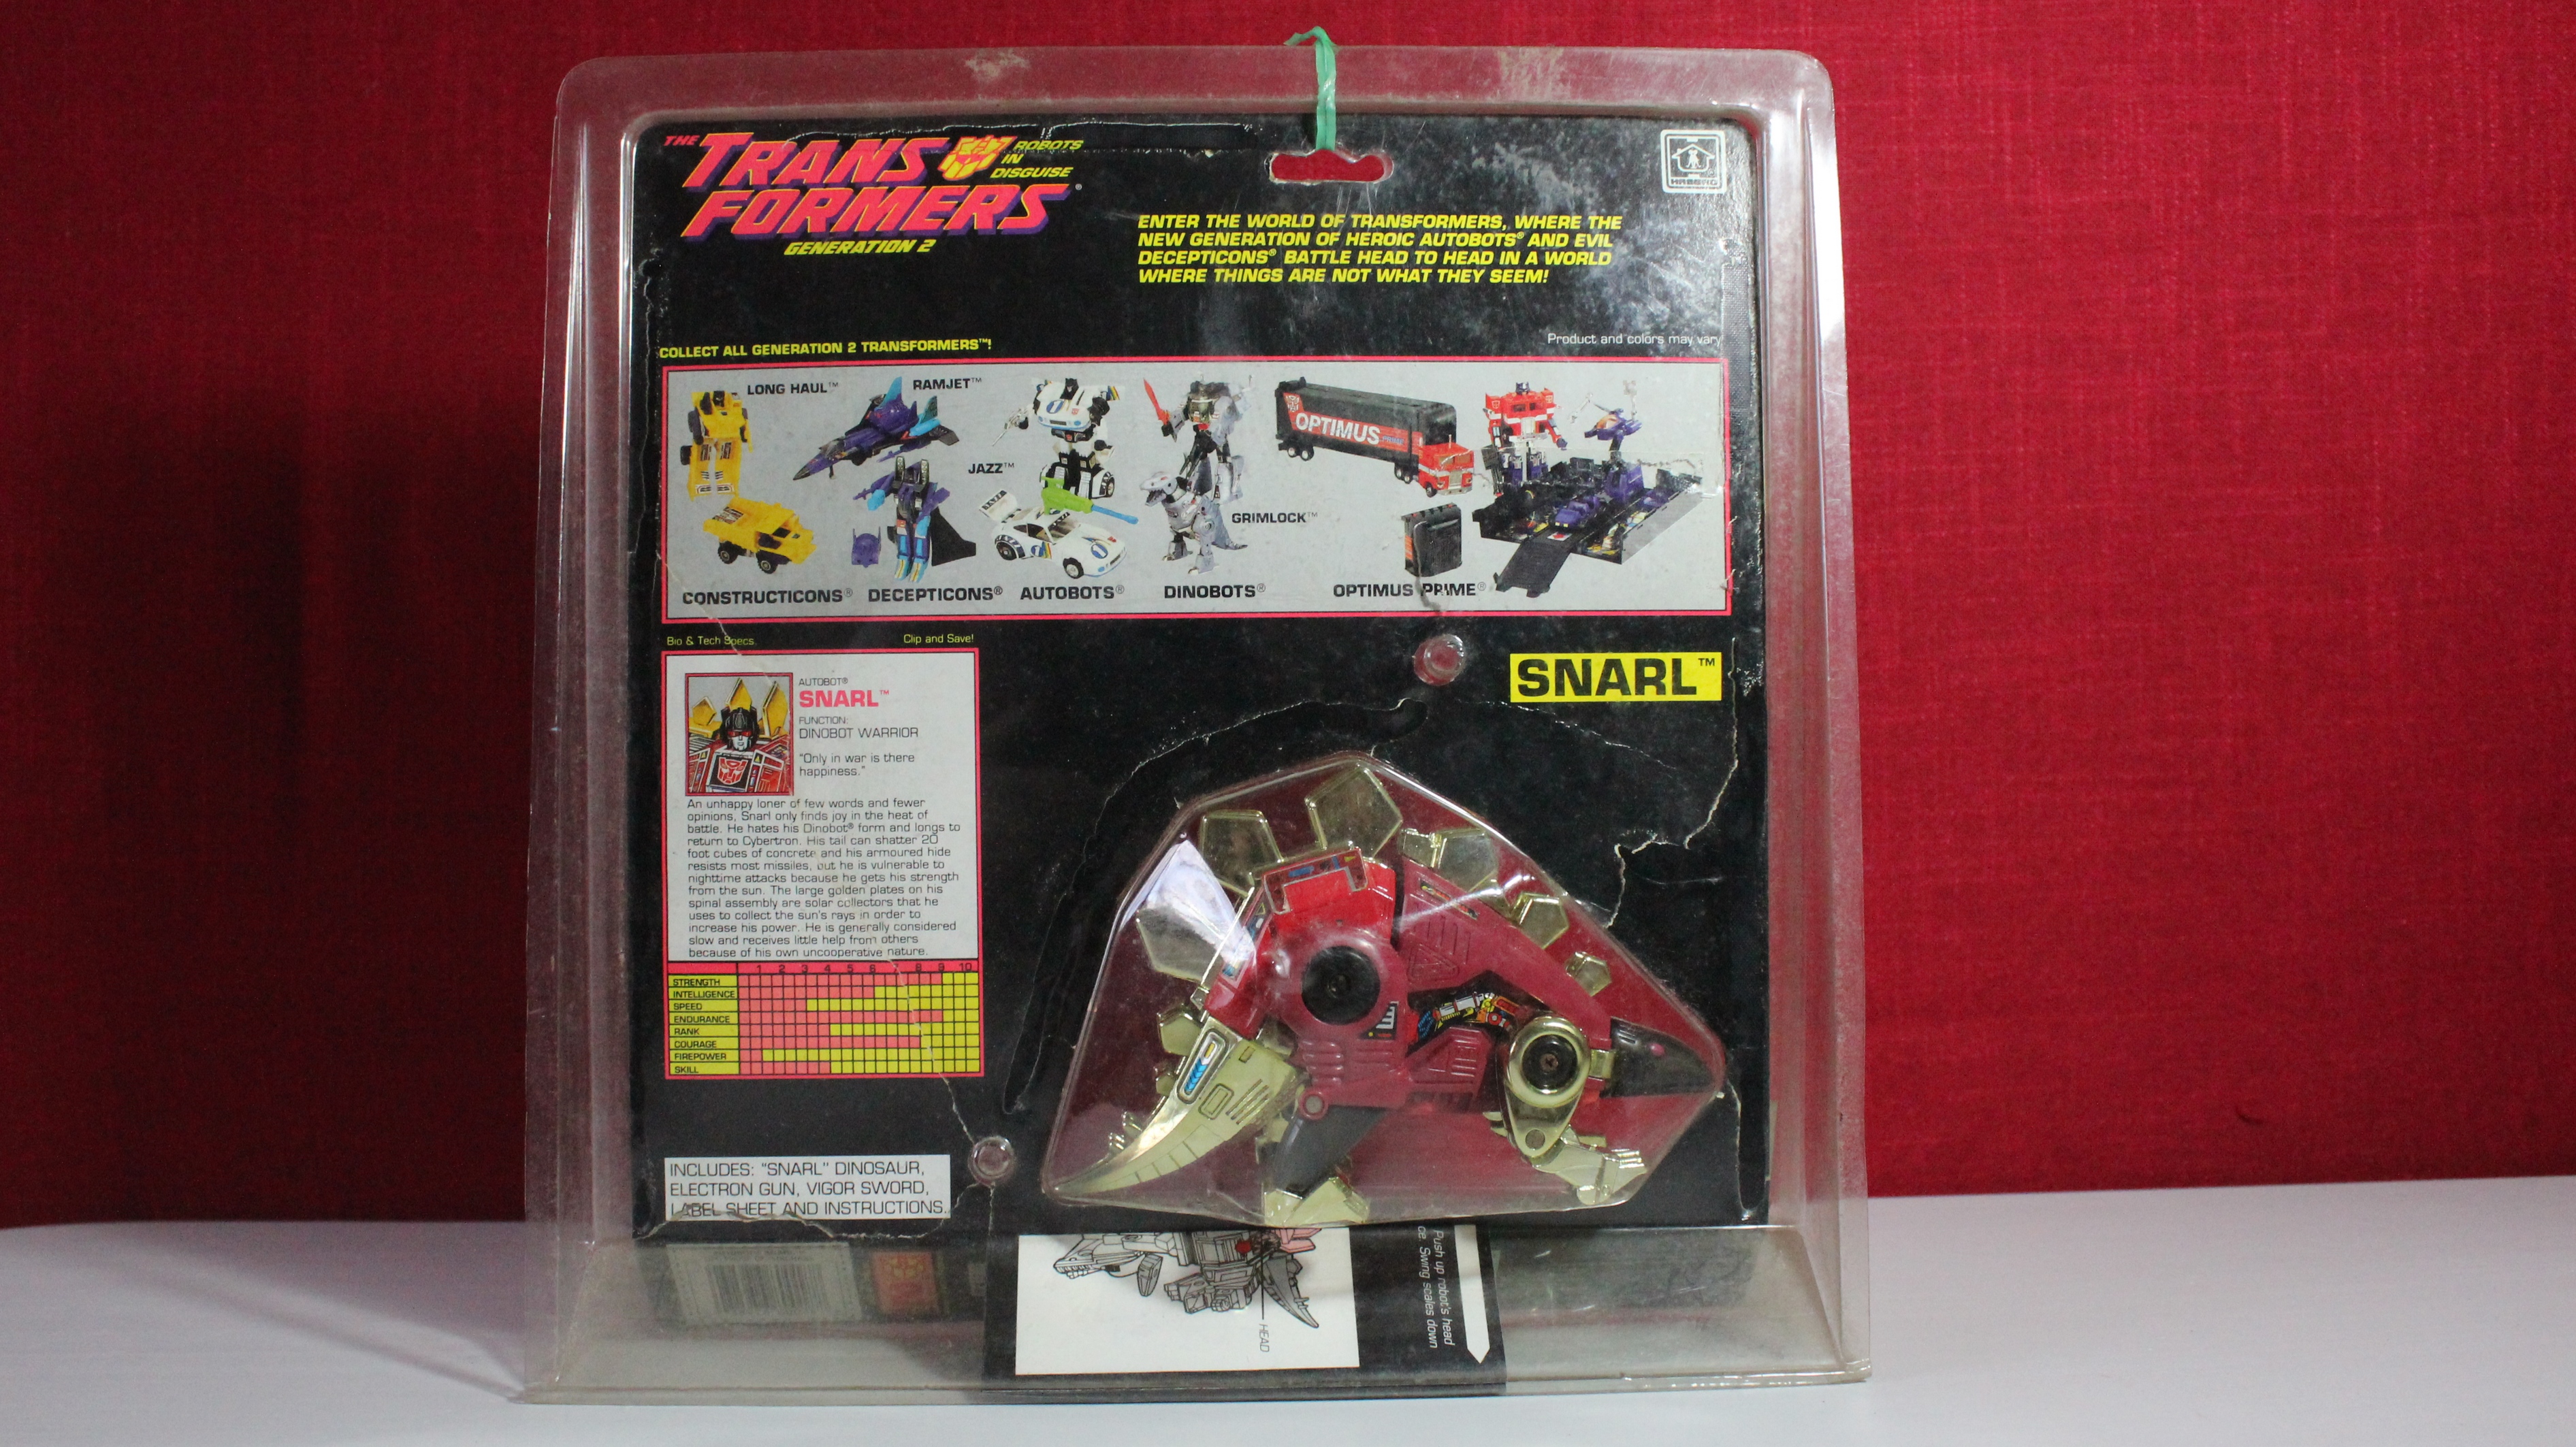 THE
TRANS
FORMERS®
ROBOTS
IN
DISGUISE
GENERATION 2
HASBRO
ENTER THE WORLD OF TRANSFORMERS, WHERE THE
NEW GENERATION OF HEROIC AUTOBOTS® AND EVIL
DECEPTICONS® BATTLE HEAD TO HEAD IN A WORLD
WHERE THINGS ARE NOT WHAT THEY SEEM!
COLLECT ALL GENERATION 2 TRANSFORMERS™!
Product and colors may vary
LONG HAUL™
RAMJET™
JAZZ™
GRIMLOCK™
OPTIMUS
CONSTRUCTICONS®
DECEPTICONS®
AUTOBOTS®
DINOBOTS®
OPTIMUS PRIME®
Bio & Tech Specs.
Clip and Save!
SNARL™
AUTOBOT®
SNARL™
FUNCTION:
DINOBOT WARRIOR
"Only in war is there
happiness."
An unhappy loner of few words and fewer
opinions, Snarl only finds joy in the heat of
battle. He hates his Dinobot® form and longs to
return to Cybertron. His tail can shatter 20
foot cubes of concrete and his armoured hide
resists most missiles, but he is vulnerable to
nighttime attacks because he gets his strength
from the sun. The large golden plates on his
spinal assembly are solar collectors that he
uses to collect the sun's rays in order to
increase his power. He is generally considered
slow and receives little help from others
because of his own uncooperative nature.
1 2 3 4 5 6 7 8 9 10
STRENGTH
INTELLIGENCE
SPEED
ENDURANCE
RANK
COURAGE
FIREPOWER
SKILL
INCLUDES: "SNARL" DINOSAUR,
ELECTRON GUN, VIGOR SWORD,
LABEL SHEET AND INSTRUCTIONS.
HEAD
Push up robot's head
Swing scales down